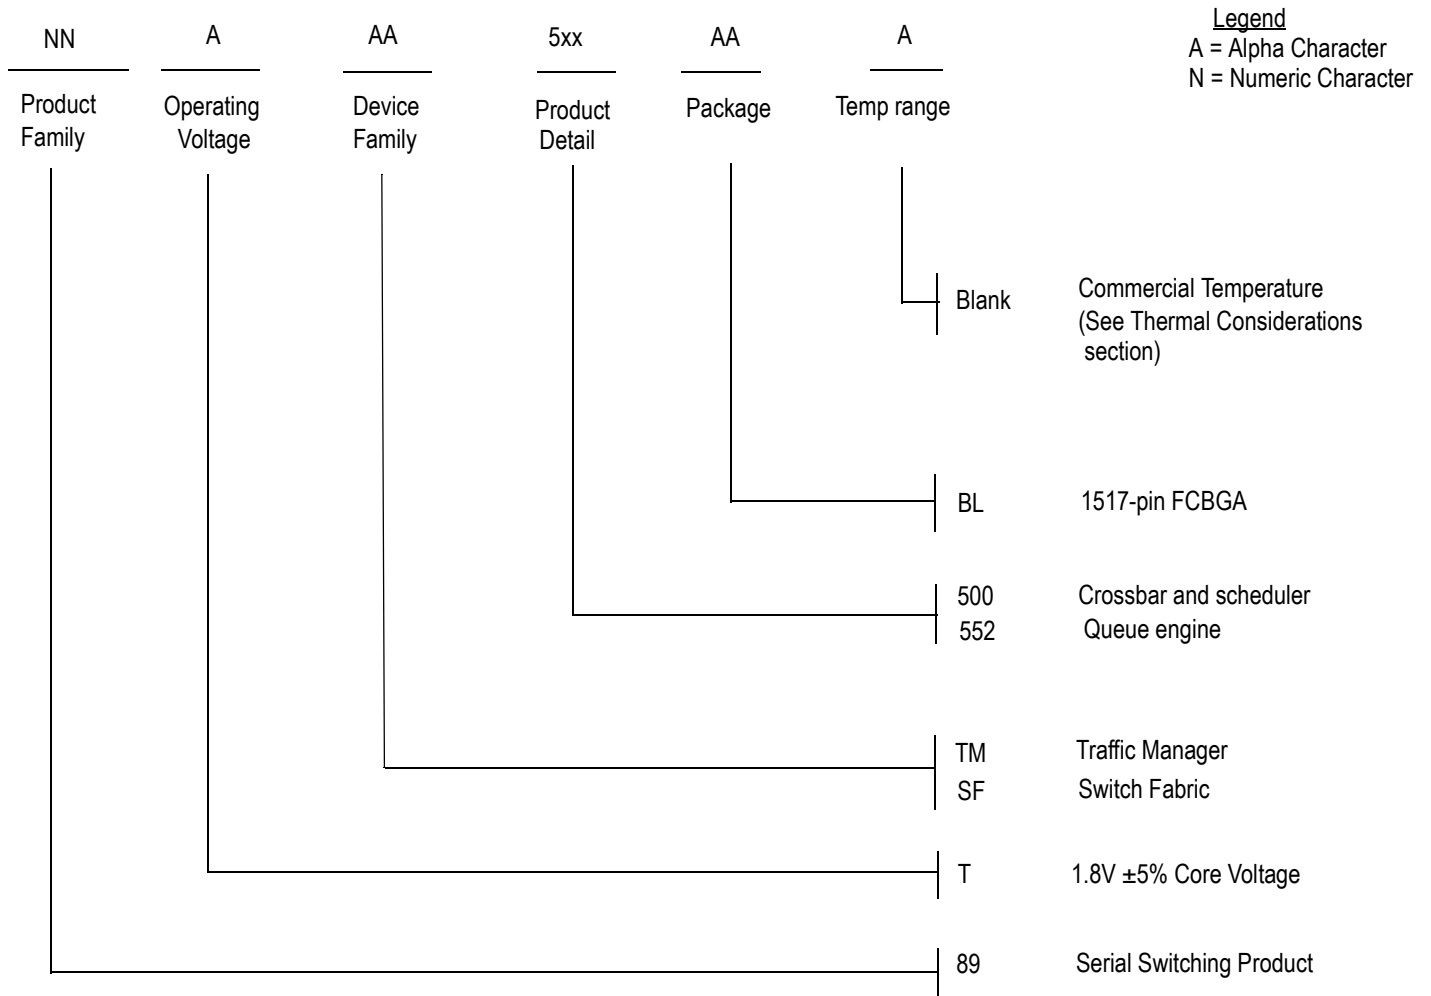 NN A AA 5xx AA A
Legend
A = Alpha Character
N = Numeric Character
Product
Family
Operating
Voltage
Device
Family
Product
Detail
Package
Temp range
Blank Commercial Temperature
(See Thermal Considerations
section)
BL 1517-pin FCBGA
500 Crossbar and scheduler
552 Queue engine
TM Traffic Manager
SF Switch Fabric
T 1.8V ±5% Core Voltage
89 Serial Switching Product